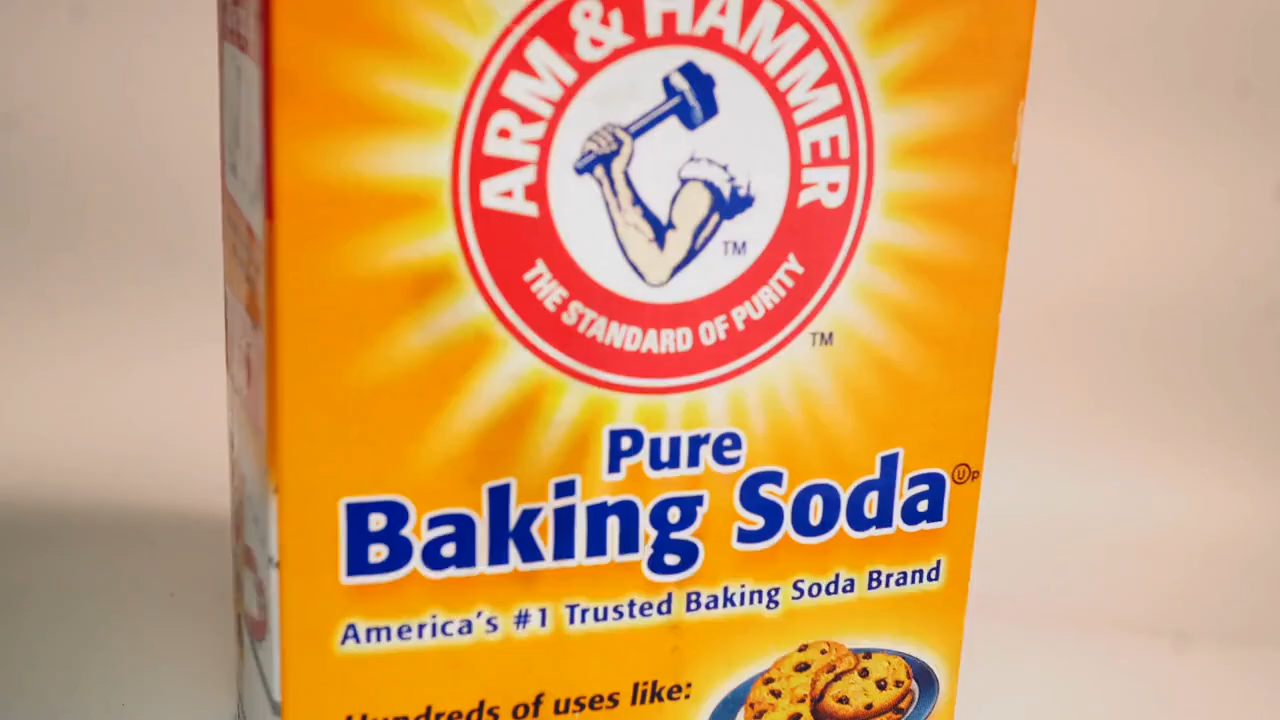 ARM & HAMMER
TM
THE STANDARD OF PURITY
TM
Pure
Baking Soda Ⓤp
America's #1 Trusted Baking Soda Brand
Hundreds of uses like: